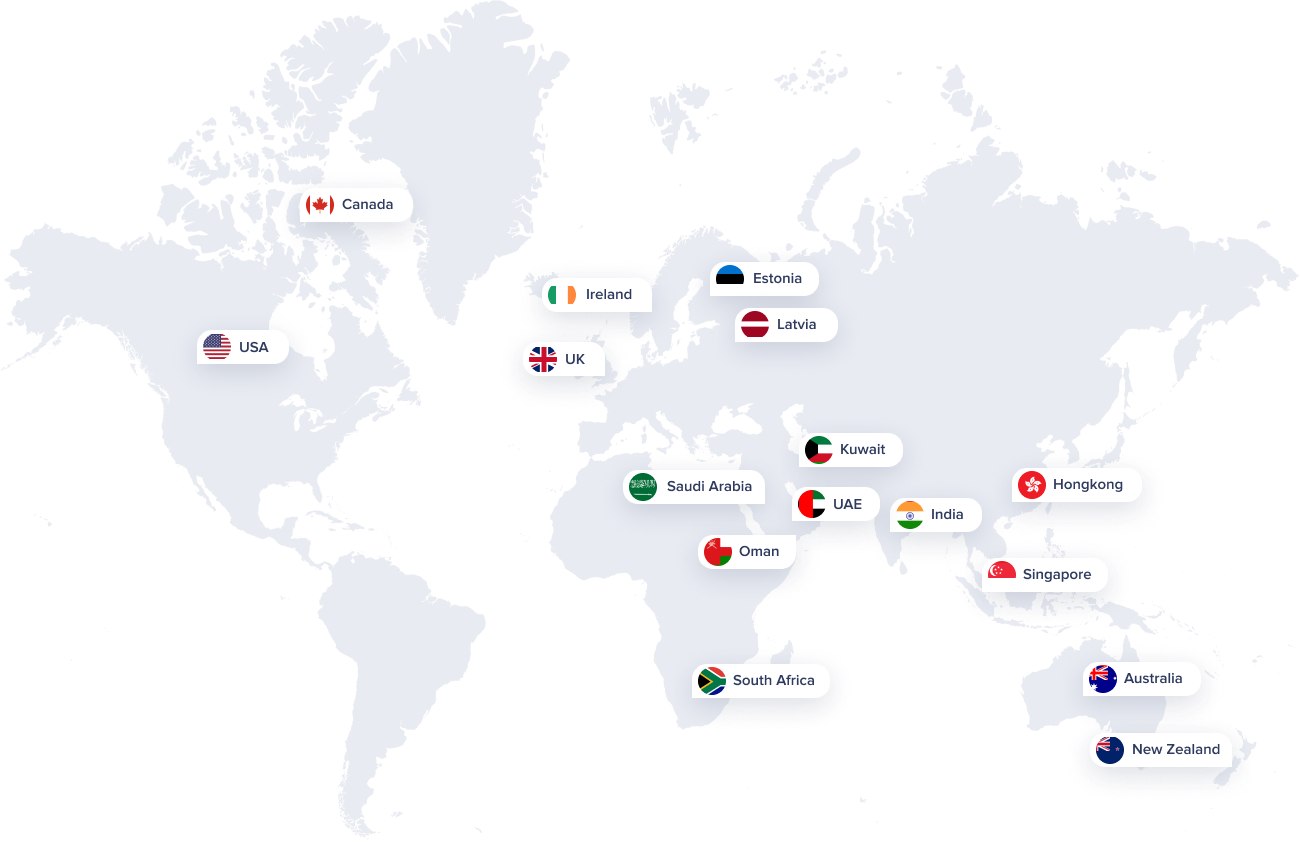 Canada
Estonia
Ireland
Latvia
USA
UK
Kuwait
Saudi Arabia
Hongkong
UAE
India
Oman
Singapore
South Africa
Australia
New Zealand